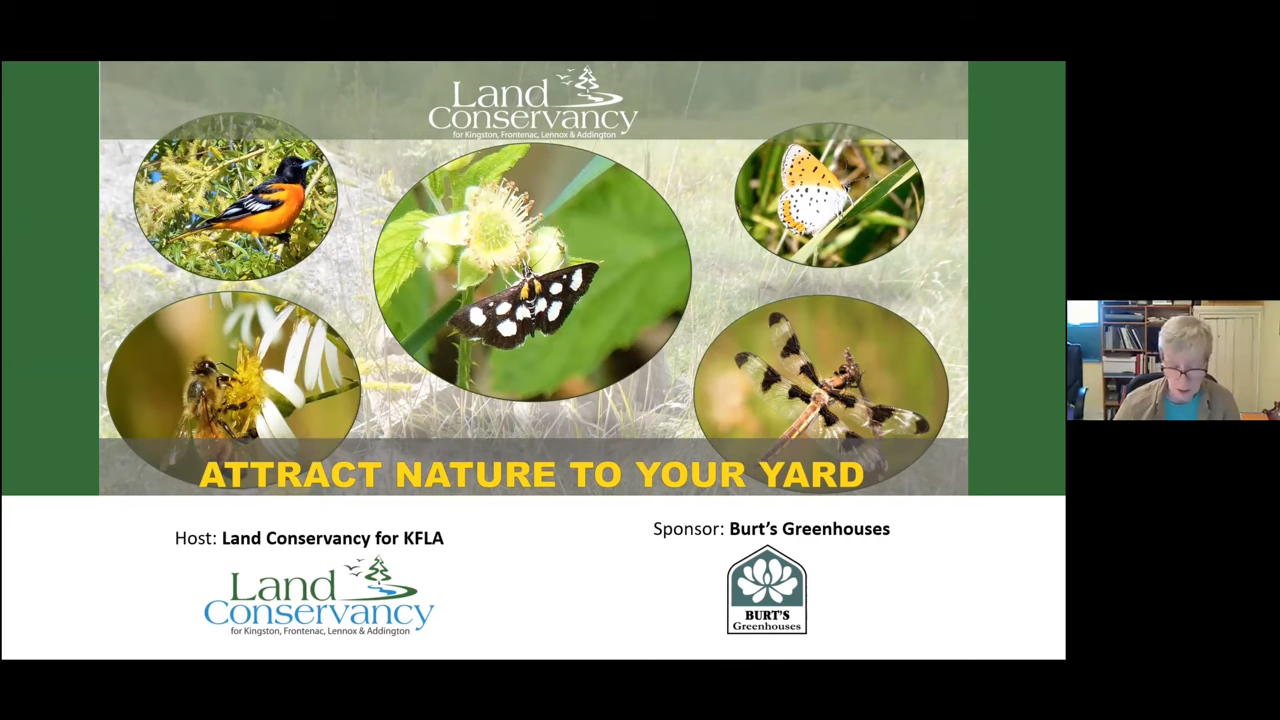 Land
Conservancy
for Kingston, Frontenac, Lennox & Addington
ATTRACT NATURE TO YOUR YARD
Host: Land Conservancy for KFLA
Land
Conservancy
for Kingston, Frontenac, Lennox & Addington
Sponsor: Burt's Greenhouses
BURT'S
Greenhouses